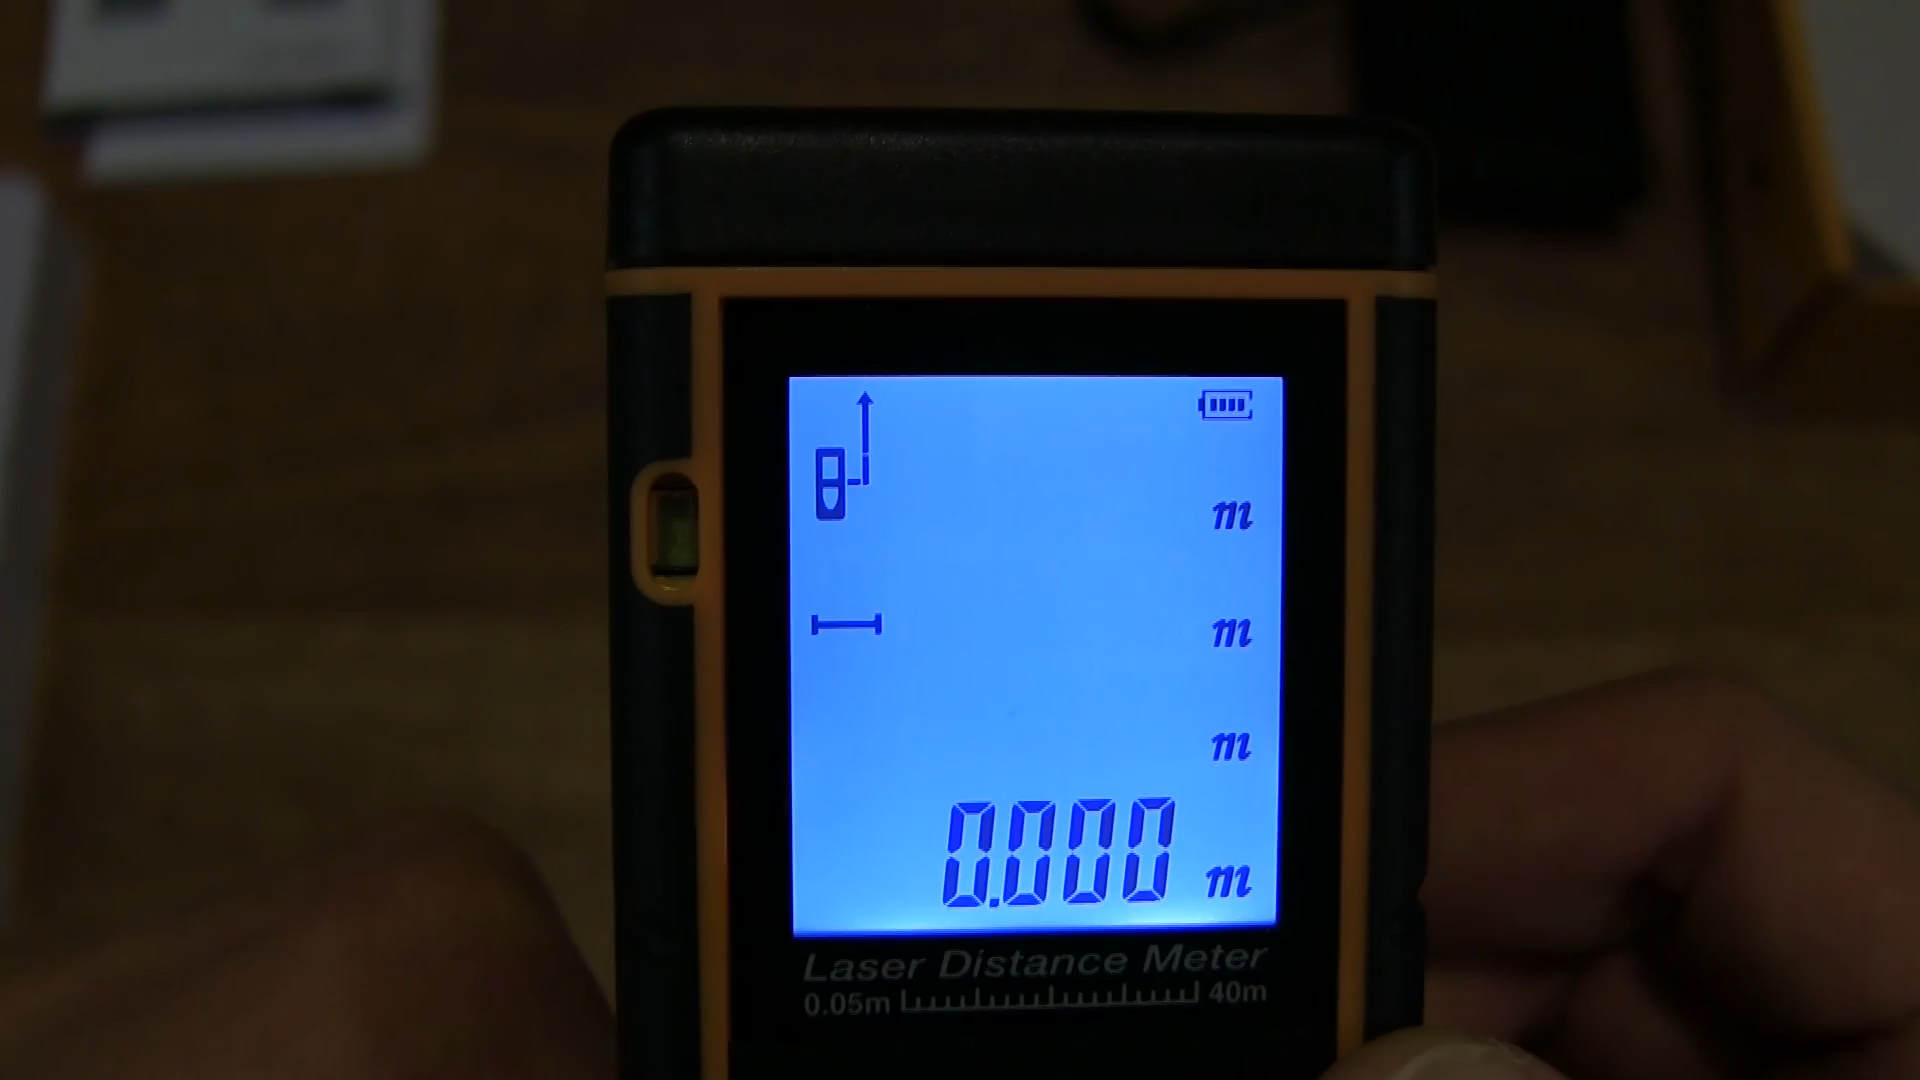 m
m
m
0.000 m
Laser Distance Meter
0.05m 40m